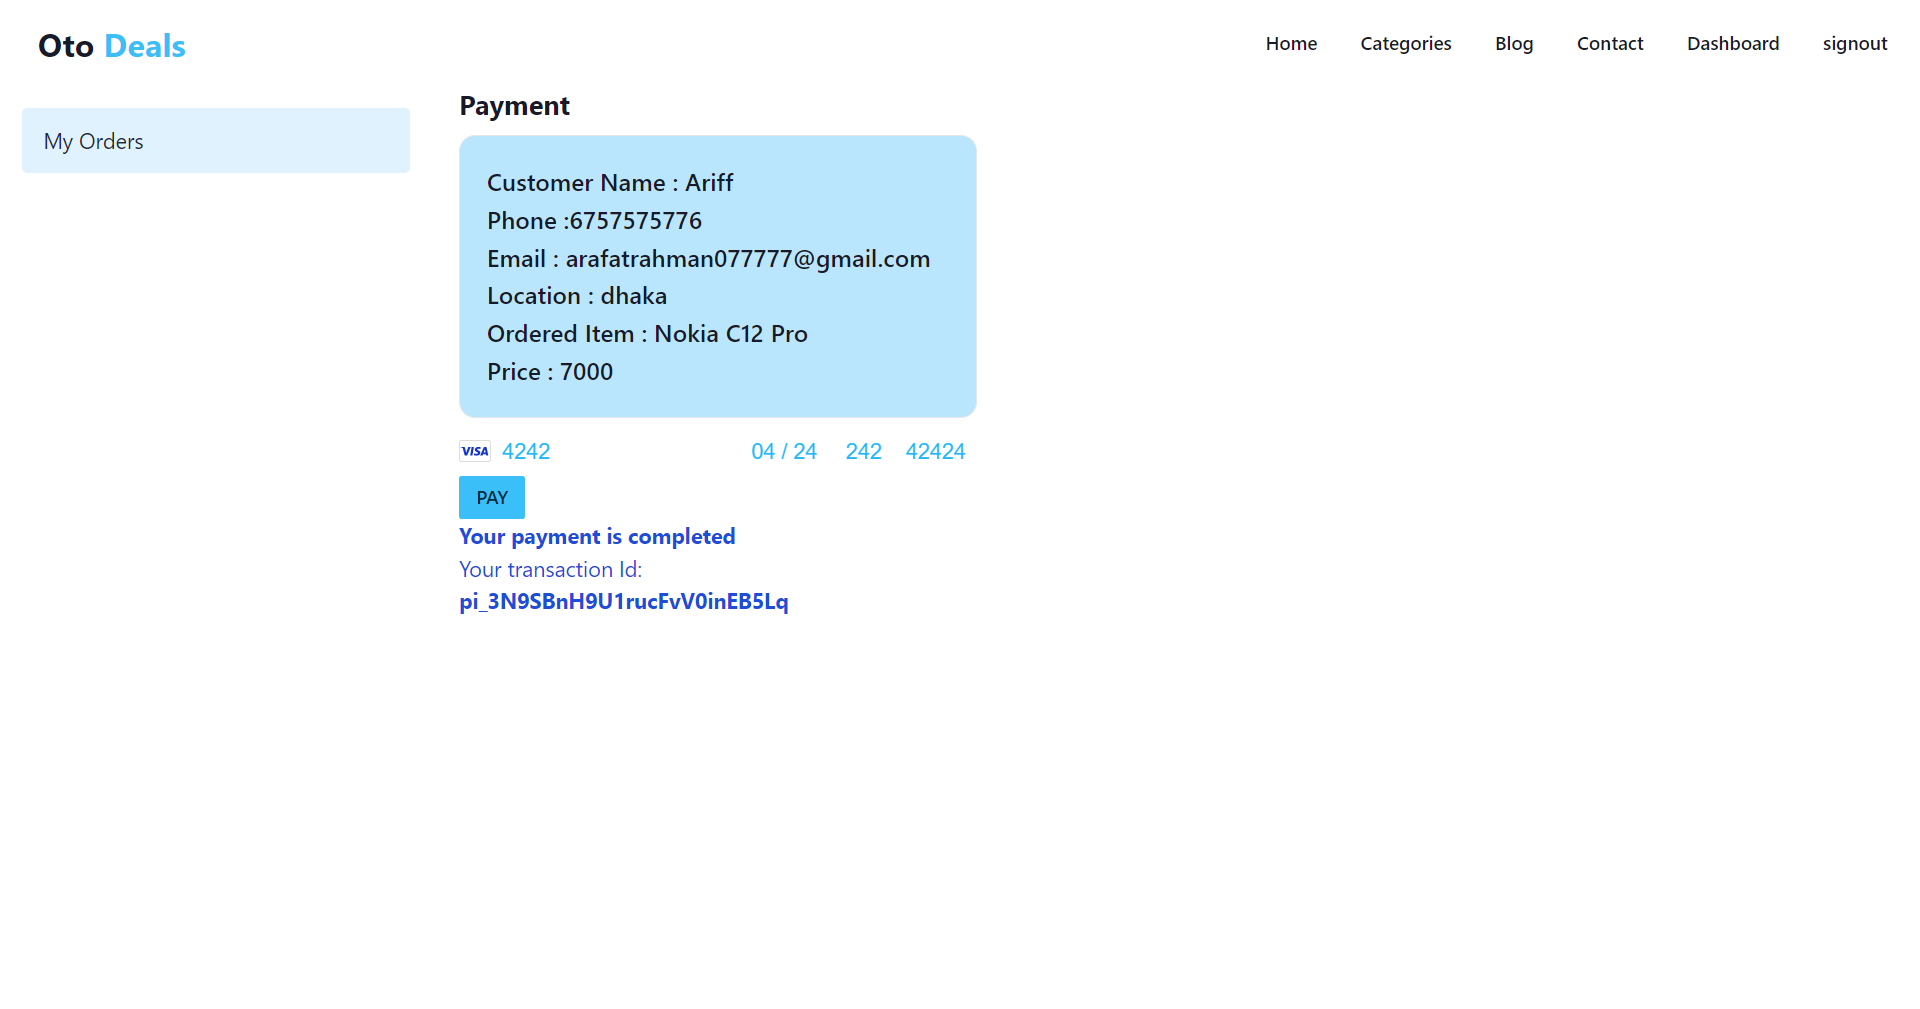 Oto Deals
Home Categories Blog Contact Dashboard signout
My Orders
Payment
Customer Name : Ariff
Phone :6757575776
Email : arafatrahman077777@gmail.com
Location : dhaka
Ordered Item : Nokia C12 Pro
Price : 7000
VISA 4242 04 / 24 242 42424
PAY
Your payment is completed
Your transaction Id:
pi_3N9SBnH9U1rucFvV0inEB5Lq